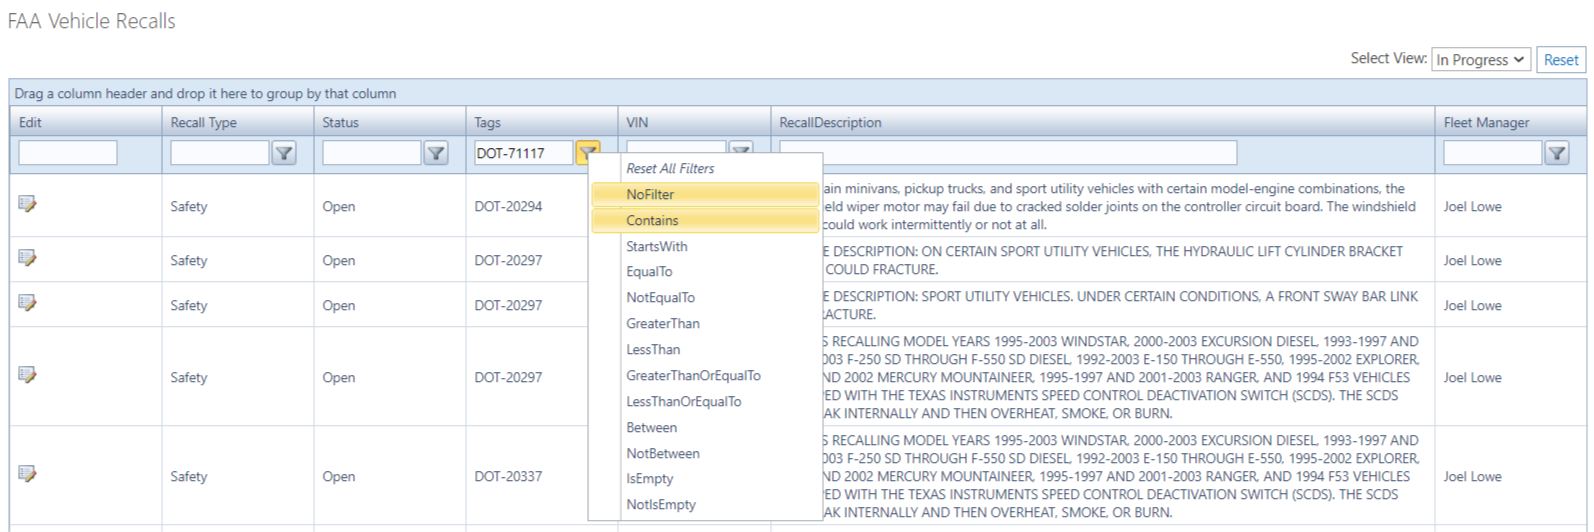 FAA Vehicle Recalls
Select View: In Progress Reset
Drag a column header and drop it here to group by that column
Edit Recall Type Status Tags VIN RecallDescription Fleet Manager
DOT-71117
Reset All Filters
NoFilter
Contains
StartsWith
EqualTo
NotEqualTo
GreaterThan
LessThan
GreaterThanOrEqualTo
LessThanOrEqualTo
Between
NotBetween
IsEmpty
NotIsEmpty
Safety Open DOT-20294 Joel Lowe
minivans, pickup trucks, and sport utility vehicles with certain model-engine combinations, the
wiper motor may fail due to cracked solder joints on the controller circuit board. The windshield
could work intermittently or not at all.
Safety Open DOT-20297 Joel Lowe
DESCRIPTION: ON CERTAIN SPORT UTILITY VEHICLES, THE HYDRAULIC LIFT CYLINDER BRACKET
COULD FRACTURE.
Safety Open DOT-20297 Joel Lowe
DESCRIPTION: SPORT UTILITY VEHICLES. UNDER CERTAIN CONDITIONS, A FRONT SWAY BAR LINK
Safety Open DOT-20297 Joel Lowe
RECALLING MODEL YEARS 1995-2003 WINDSTAR, 2000-2003 EXCURSION DIESEL, 1993-1997 AND
F-250 SD THROUGH F-550 SD DIESEL, 1992-2003 E-150 THROUGH E-550, 1995-2002 EXPLORER,
2002 MERCURY MOUNTAINEER, 1995-1997 AND 2001-2003 RANGER, AND 1994 F53 VEHICLES
WITH THE TEXAS INSTRUMENTS SPEED CONTROL DEACTIVATION SWITCH (SCDS). THE SCDS
INTERNALLY AND THEN OVERHEAT, SMOKE, OR BURN.
Safety Open DOT-20337 Joel Lowe
RECALLING MODEL YEARS 1995-2003 WINDSTAR, 2000-2003 EXCURSION DIESEL, 1993-1997 AND
F-250 SD THROUGH F-550 SD DIESEL, 1992-2003 E-150 THROUGH E-550, 1995-2002 EXPLORER,
2002 MERCURY MOUNTAINEER, 1995-1997 AND 2001-2003 RANGER, AND 1994 F53 VEHICLES
WITH THE TEXAS INSTRUMENTS SPEED CONTROL DEACTIVATION SWITCH (SCDS). THE SCDS
INTERNALLY AND THEN OVERHEAT, SMOKE, OR BURN.